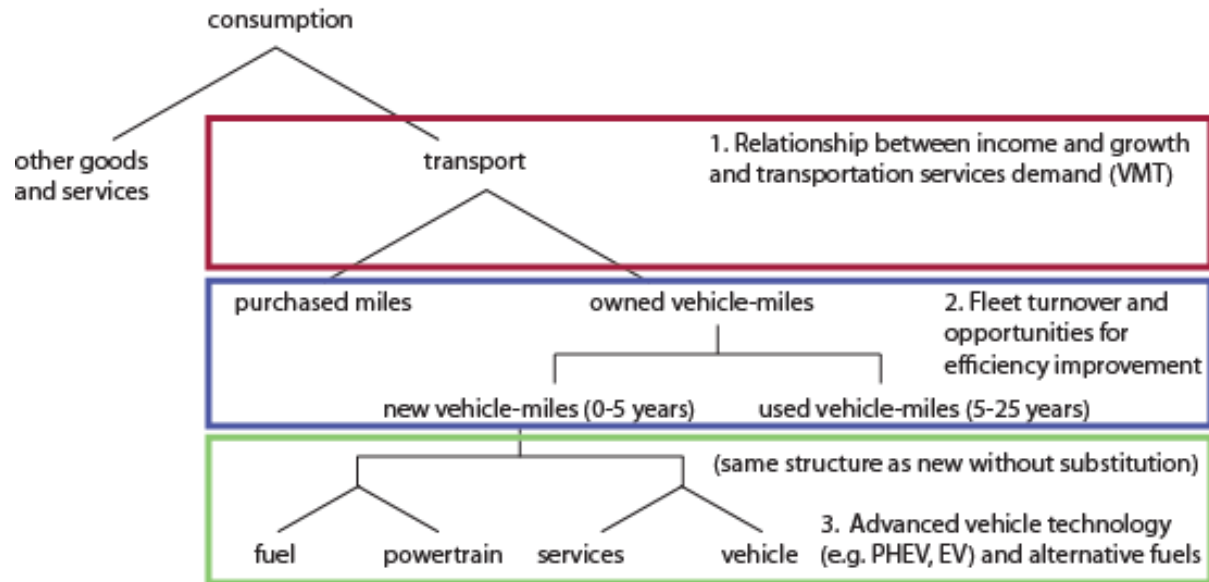 consumption
other goods
and services
transport
1. Relationship between income and growth
and transportation services demand (VMT)
purchased miles
owned vehicle-miles
2. Fleet turnover and
opportunities for
efficiency improvement
new vehicle-miles (0-5 years)
used vehicle-miles (5-25 years)
(same structure as new without substitution)
fuel
powertrain
services
vehicle
3. Advanced vehicle technology
(e.g. PHEV, EV) and alternative fuels